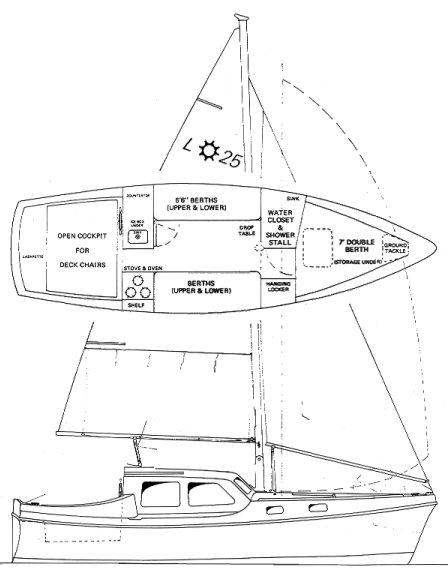 L 25
COUNTERTOP
5'6" BERTHS
(UPPER & LOWER)
SINK
WATER
CLOSET
&
SHOWER
STALL
ICE BOX
UNDER
DROP
TABLE
OPEN COCKPIT
FOR
DECK CHAIRS
7' DOUBLE
BERTH
(STORAGE UNDER)
GROUND
TACKLE
LAZARETTE
STOVE & OVEN
BERTHS
(UPPER & LOWER)
HANGING
LOCKER
SHELF